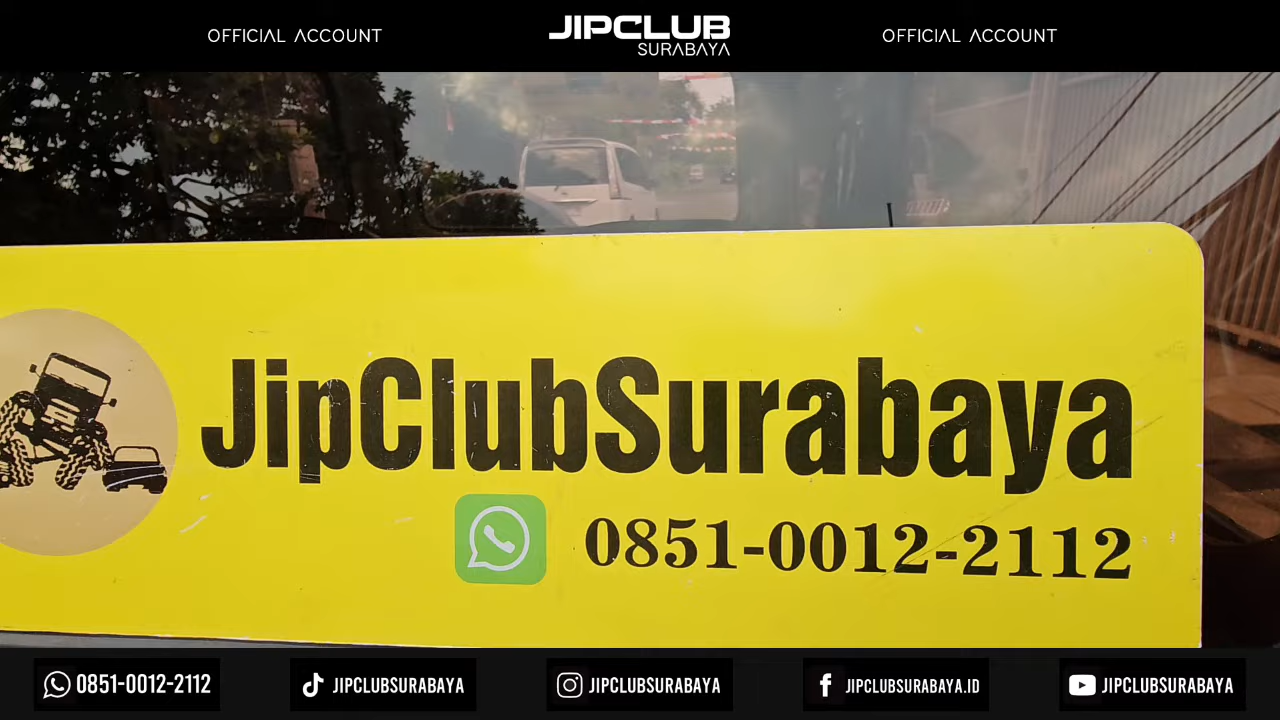 OFFICIAL ACCOUNT
JIPCLUB
SURABAYA
OFFICIAL ACCOUNT
JipClubSurabaya
0851-0012-2112
0851-0012-2112
JIPCLUBSURABAYA
JIPCLUBSURABAYA
JIPCLUBSURABAYA.ID
JIPCLUBSURABAYA